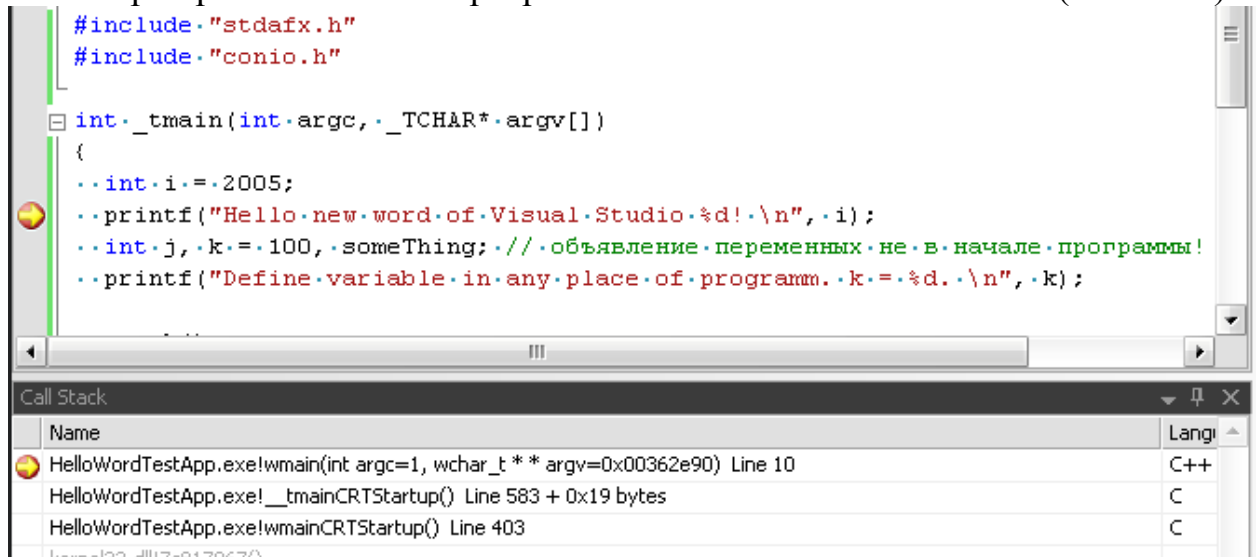 #include "stdafx.h"
#include "conio.h"
int _tmain(int argc, _TCHAR* argv[])
{
int i = 2005;
printf("Hello new word of Visual Studio %d! \n", i);
int j, k = 100, someThing; // объявление переменных не в начале программы!
printf("Define variable in any place of programm. k = %d. \n", k);
Call Stack
Name Langu
HelloWordTestApp.exe!wmain(int argc=1, wchar_t * * argv=0x00362e90) Line 10 C++
HelloWordTestApp.exe!__tmainCRTStartup() Line 583 + 0x19 bytes C
HelloWordTestApp.exe!wmainCRTStartup() Line 403 C